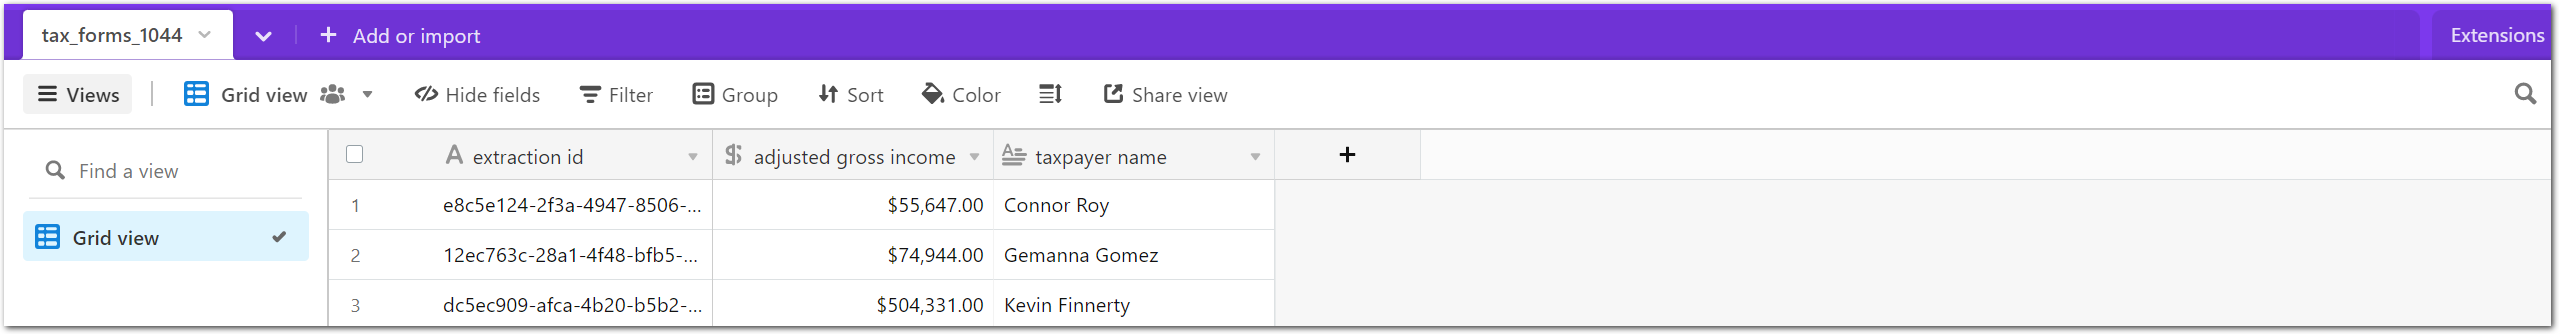 tax_forms_1044 Add or import Extensions
Views Grid view Hide fields Filter Group Sort Color Share view
Find a view
Grid view
extraction id adjusted gross income taxpayer name
1 e8c5e124-2f3a-4947-8506-... $55,647.00 Connor Roy
2 12ec763c-28a1-4f48-bfb5-... $74,944.00 Gemanna Gomez
3 dc5ec909-afca-4b20-b5b2-... $504,331.00 Kevin Finnerty